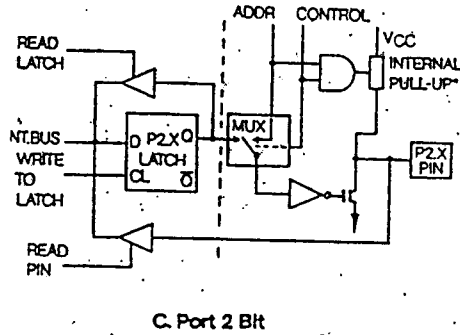 ADDR
CONTROL
READ
LATCH
VCC
INTERNAL
PULL-UP*
NT.BUS
D P2.X Q
LATCH
MUX
WRITE
TO
LATCH
CL Q
P2.X
PIN
READ
PIN
C. Port 2 Bit